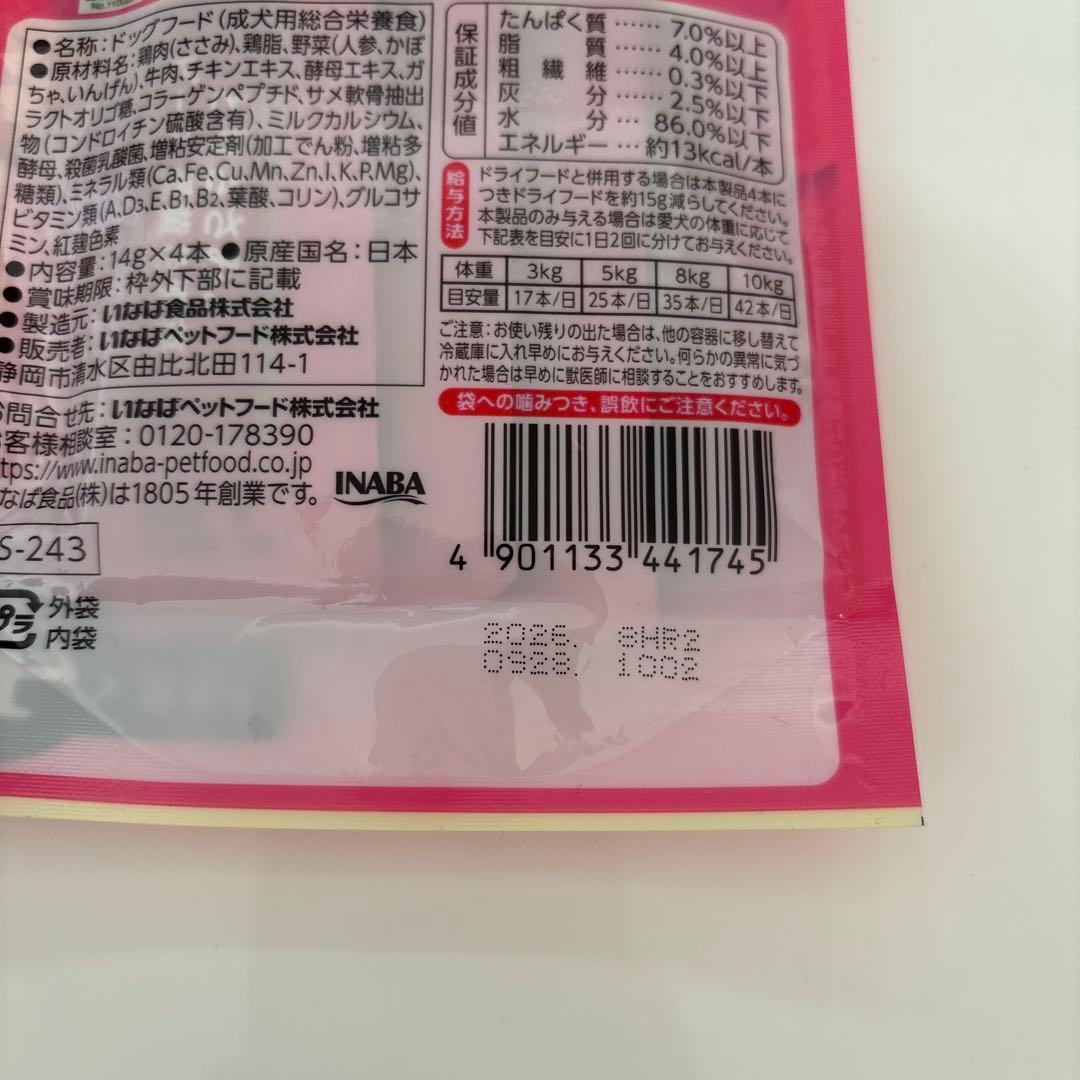 ●名称:ドッグフード(成犬用総合栄養食)
●原材料名:鶏肉(ささみ)、鶏脂、野菜(人参、かぼ
ちゃ、いんげん)、牛肉、チキンエキス、酵母エキス、ガ
ラクトオリゴ糖、コラーゲンペプチド、サメ軟骨抽出
物(コンドロイチン硫酸含有)、ミルクカルシウム、
酵母、殺菌乳酸菌、増粘安定剤(加工でん粉、増粘多
糖類)、ミネラル類(Ca,Fe,Cu,Mn,Zn,I,K,P,Mg)、
ビタミン類(A,D3,E,B1,B2,葉酸、コリン)、グルコサ
ミン、紅麹色素
●内容量:14g×4本 ●原産国名:日本
●賞味期限:枠外下部に記載
●製造元:いなば食品株式会社
●販売者:いなばペットフード株式会社
静岡市清水区由比北田114-1
お問合せ先:いなばペットフード株式会社
お客様相談室:0120-178390
ttps://www.inaba-petfood.co.jp
なば食品(株)は1805年創業です。
INABA
S-243
プラ
外袋
内袋
保証成分値
たんぱく質……7.0%以上
脂質……4.0%以上
粗繊維……0.3%以下
灰分……2.5%以下
水分……86.0%以下
エネルギー…約13kcal/本
給与方法
ドライフードと併用する場合は本製品4本に
つきドライフードを約15g減らしてください。
本製品のみ与える場合は愛犬の体重に応じて
下記表を目安に1日2回に分けてお与えください。
体重 3kg 5kg 8kg 10kg
目安量 17本/日 25本/日 35本/日 42本/日
ご注意:お使い残りの出た場合は、他の容器に移し替えて
冷蔵庫に入れ早めにお与えください。何らかの異常に気づ
かれた場合は早めに獣医師に相談することをおすすめします。
袋への噛みつき、誤飲にご注意ください。
4 901133 441745
2026. 8HR2
0928. 1002